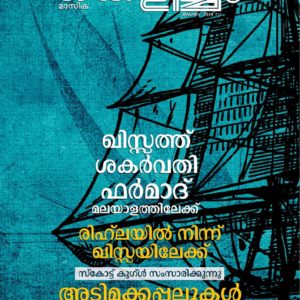 മാസിക
ഖിസ്സത്ത്
ശകർവതി
ഫർമാദ്
മലയാളത്തിലേക്ക്
രിഹ്‌ലയിൽ നിന്ന്
ഖിസ്സയിലേക്ക്
സ്കോട്ട് കുഗ്ൾ സംസാരിക്കുന്നു
അടിമക്കപ്പലുകൾ